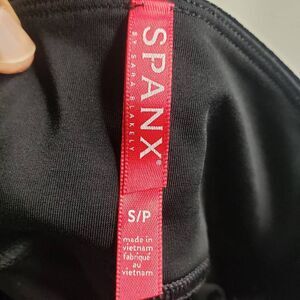 SPANX®
BY SARA BLAKELY
S/P
made in
vietnam
fabriqué
au
vietnam